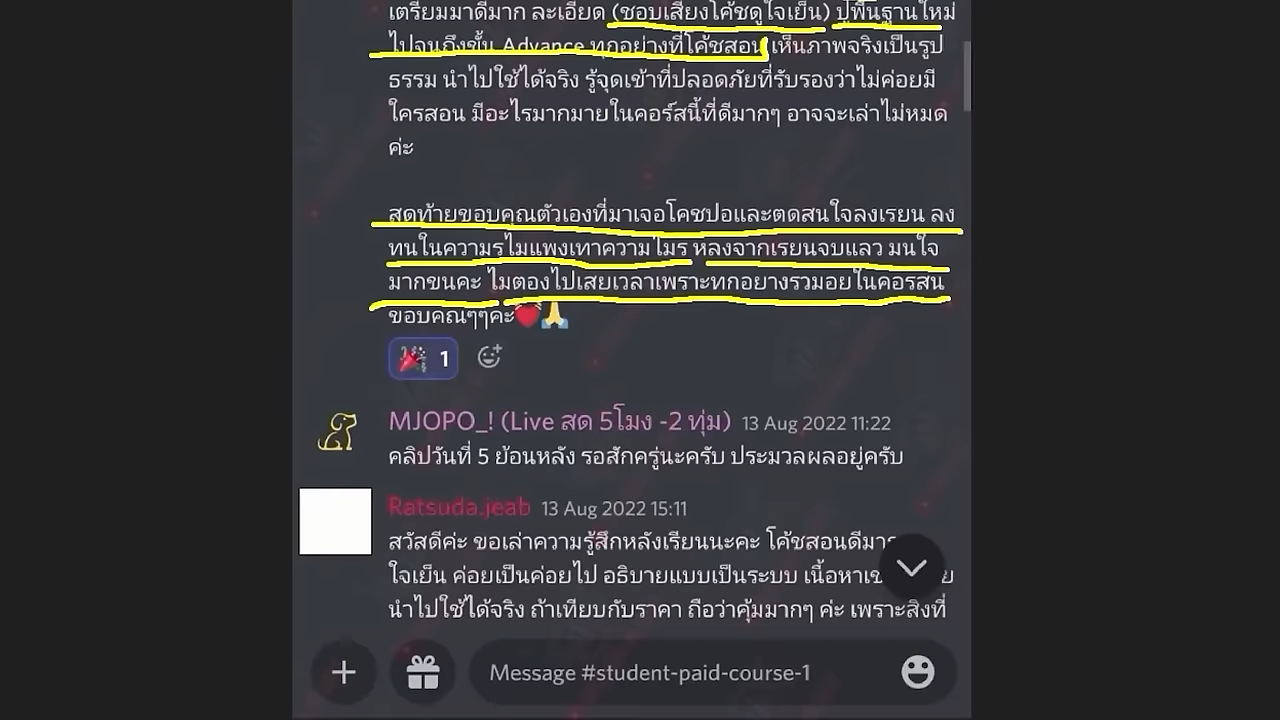 เตรียมมาดีมาก ละเอียด (ชอบเสียงโค้ชดูใจเย็น) ปูพื้นฐานใหม่
ไปจนถึงขั้น Advance ทุกอย่างที่โค้ชสอน เห็นภาพจริงเป็นรูป
ธรรม นำไปใช้ได้จริง รู้จุดเข้าที่ปลอดภัยที่รับรองว่าไม่ค่อยมี
ใครสอน มีอะไรมากมายในคอร์สนี้ที่ดีมากๆ อาจจะเล่าไม่หมด
ค่ะ
สุดท้ายขอบคุณตัวเองที่มาเจอโค้ชปอและตัดสินใจลงเรียน ลง
ทุนในความรู้ไม่แพงเท่าความไม่รู้ หลังจากเรียนจบแล้ว มั่นใจ
มากขึ้นค่ะ ไม่ต้องไปเสียเวลาเพราะทุกอย่างรวมอยู่ในคอร์สนี้
ขอบคุณๆๆค่ะ❤️🙏
🎉 1
MJOPO_! (Live สด 5โมง -2 ทุ่ม) 13 Aug 2022 11:22
คลิปวันที่ 5 ย้อนหลัง รอสักครู่นะครับ ประมวลผลอยู่ครับ
Ratsuda.jeab 13 Aug 2022 15:11
สวัสดีค่ะ ขอเล่าความรู้สึกหลังเรียนนะคะ โค้ชสอนดีมาก
ใจเย็น ค่อยเป็นค่อยไป อธิบายแบบเป็นระบบ
นำไปใช้ได้จริง ถ้าเทียบกับราคา ถือว่าคุ้มมากๆ ค่ะ เพราะสิ่งที่
Message #student-paid-course-1